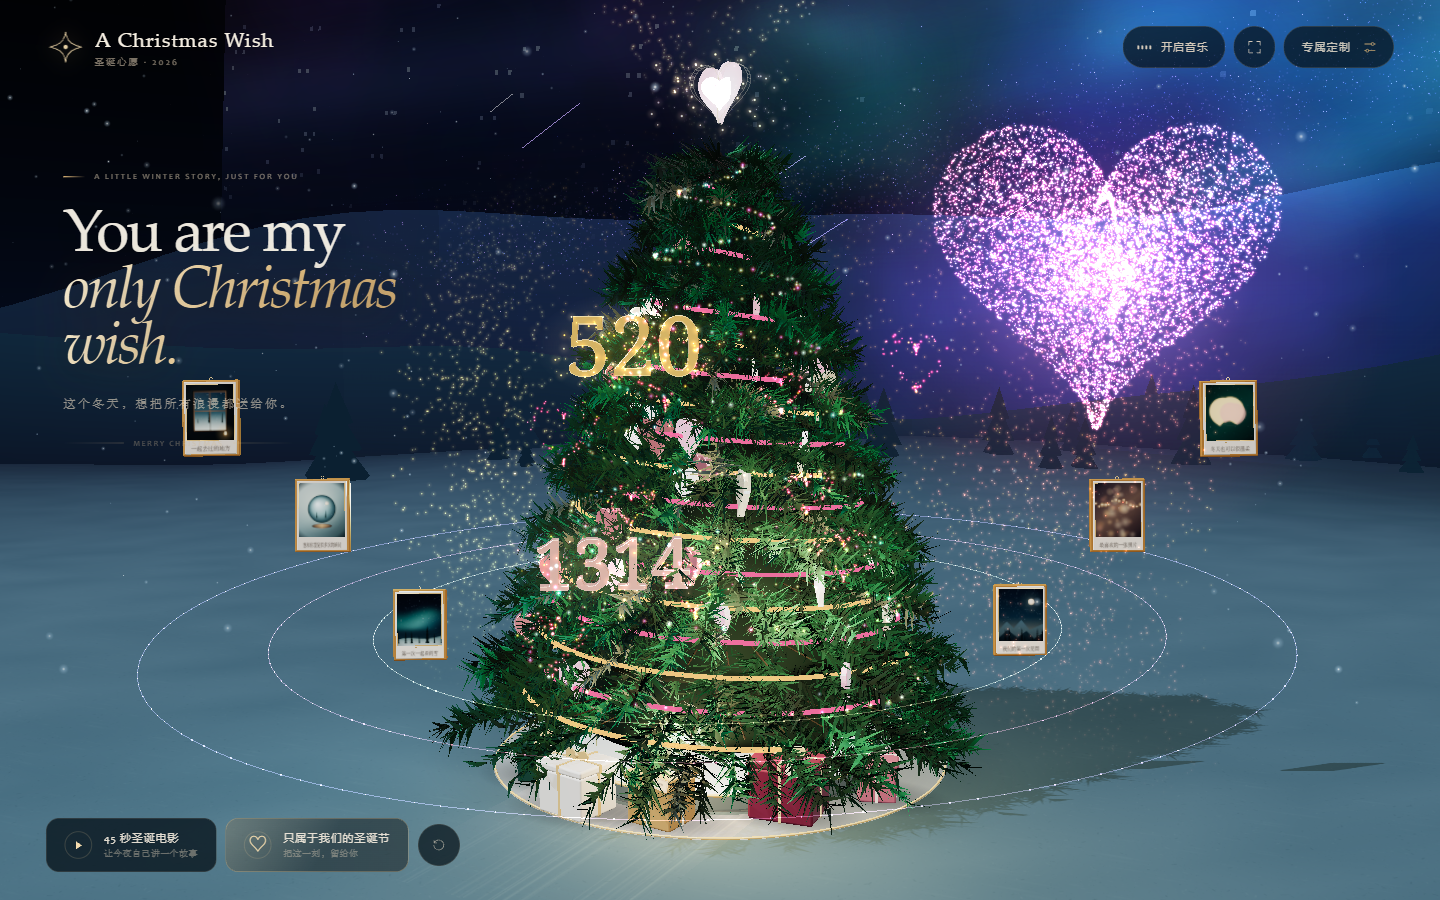 A Christmas Wish
圣诞心愿 · 2026
开启音乐
专属定制
A LITTLE WINTER STORY, JUST FOR YOU
You are my
only Christmas
wish.
这个冬天，想把所有浪漫都送给你。
MERRY
520
1314
45 秒圣诞电影
让今夜自己讲一个故事
只属于我们的圣诞节
把这一刻，留给你